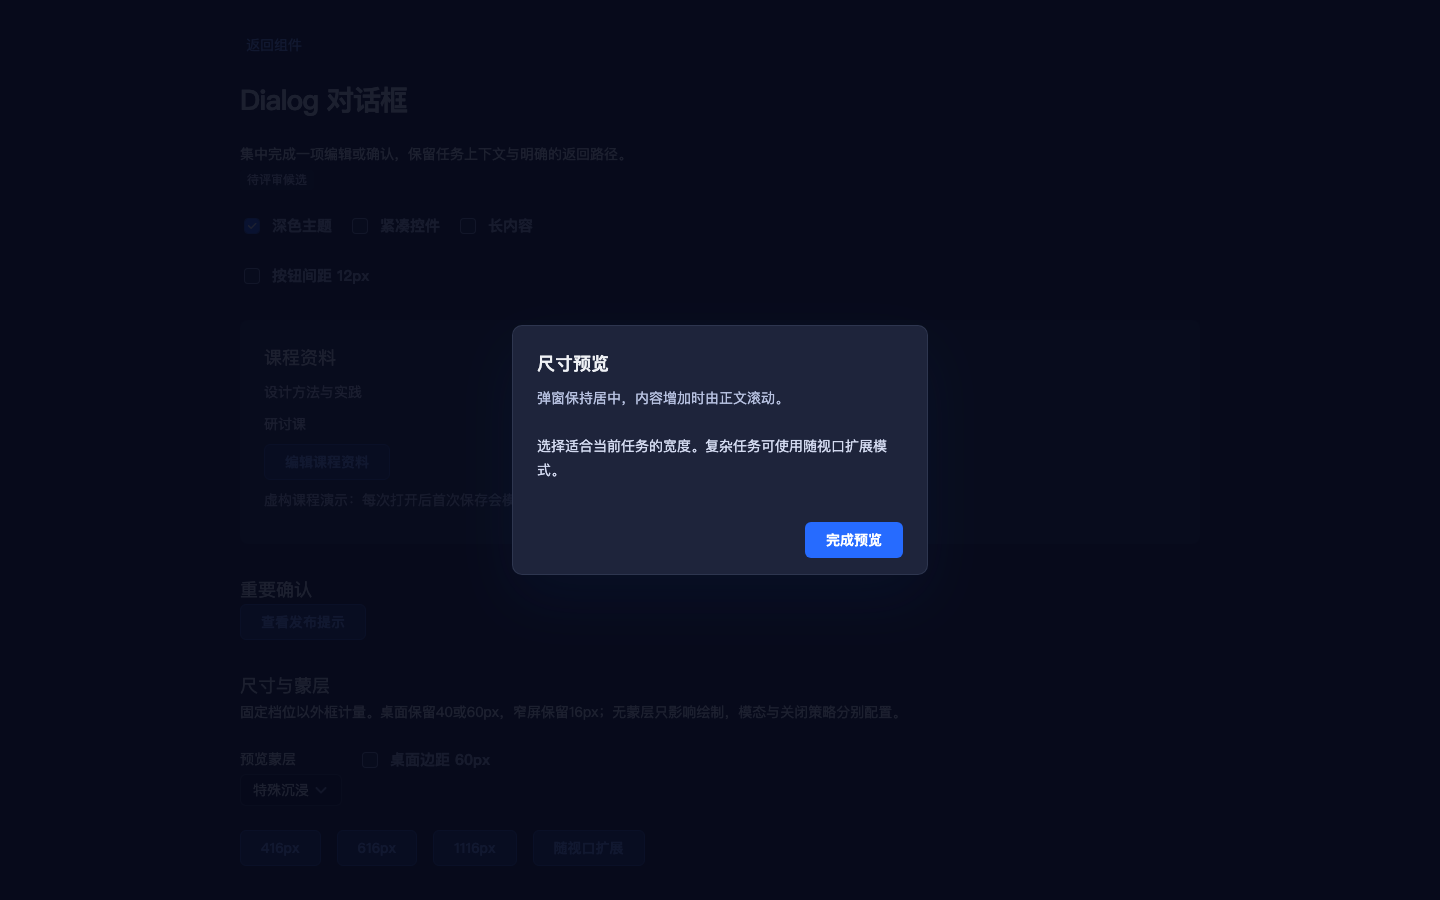 返回组件
Dialog 对话框
集中完成一项编辑或确认，保留任务上下文与明确的返回路径。
待评审候选
深色主题 紧凑控件 长内容
按钮间距 12px
课程资料
设计方法与实践
研讨课
编辑课程资料
虚构课程演示：每次打开后首次保存会
尺寸预览
弹窗保持居中，内容增加时由正文滚动。
选择适合当前任务的宽度。复杂任务可使用随视口扩展模
式。
完成预览
重要确认
查看发布提示
尺寸与蒙层
固定档位以外框计量。桌面保留40或60px，窄屏保留16px；无蒙层只影响绘制，模态与关闭策略分别配置。
预览蒙层 桌面边距 60px
特殊沉浸
416px 616px 1116px 随视口扩展